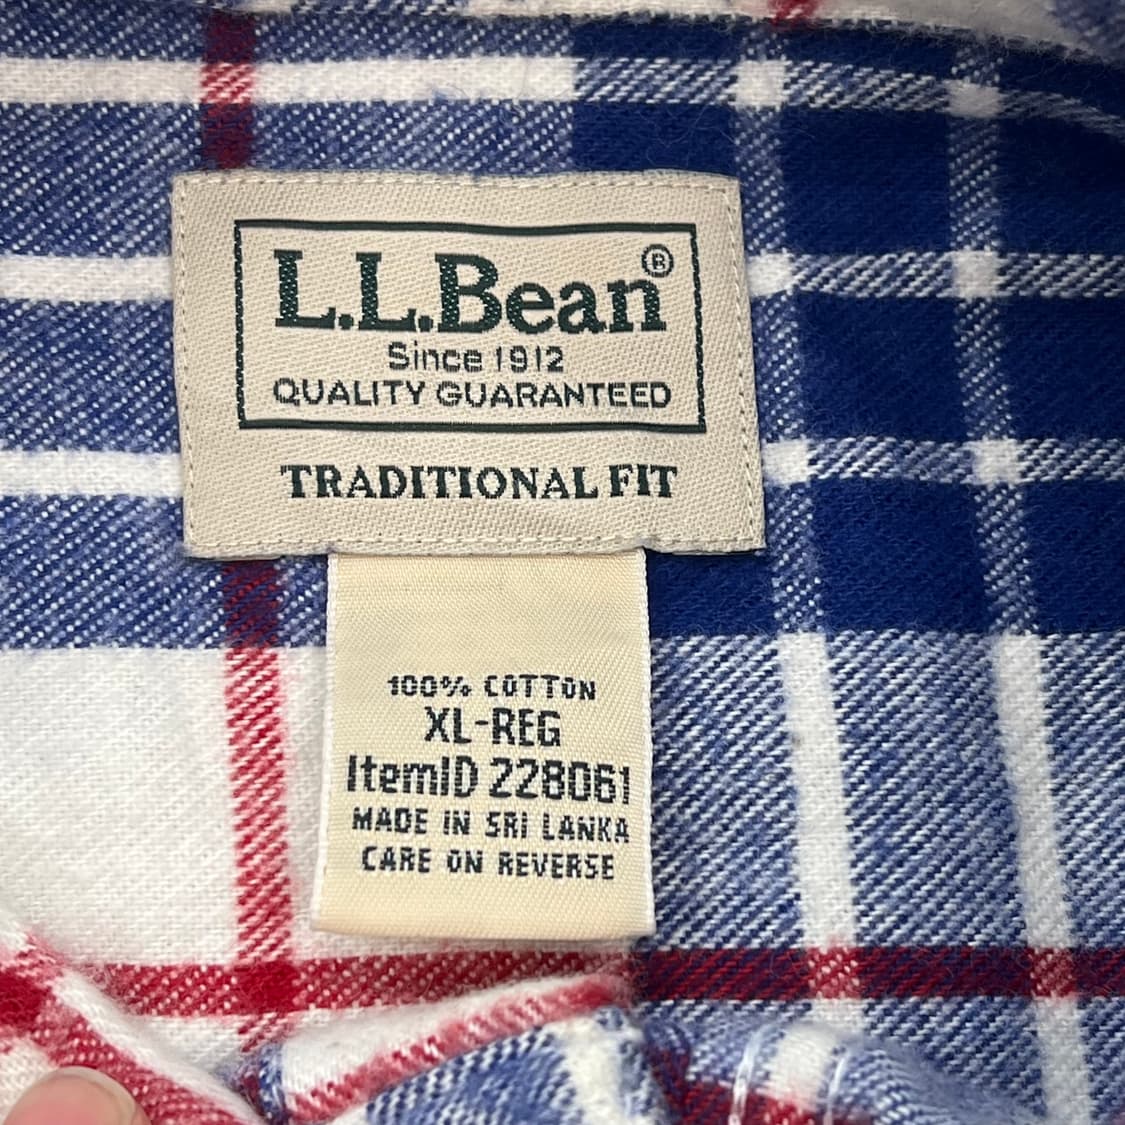 L.L.Bean®
Since 1912
QUALITY GUARANTEED
TRADITIONAL FIT
100% COTTON
XL-REG
ItemID 228061
MADE IN SRI LANKA
CARE ON REVERSE